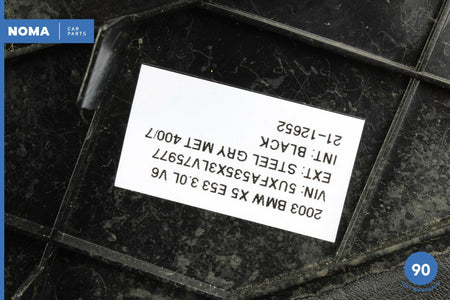 NOMA
CAR
PARTS
2003 BMW X5 E53 3.0L V6
VIN: 5UXFA535X3LV75977
EXT: STEEL GRY MET 400/7
INT: BLACK
21-12652
90